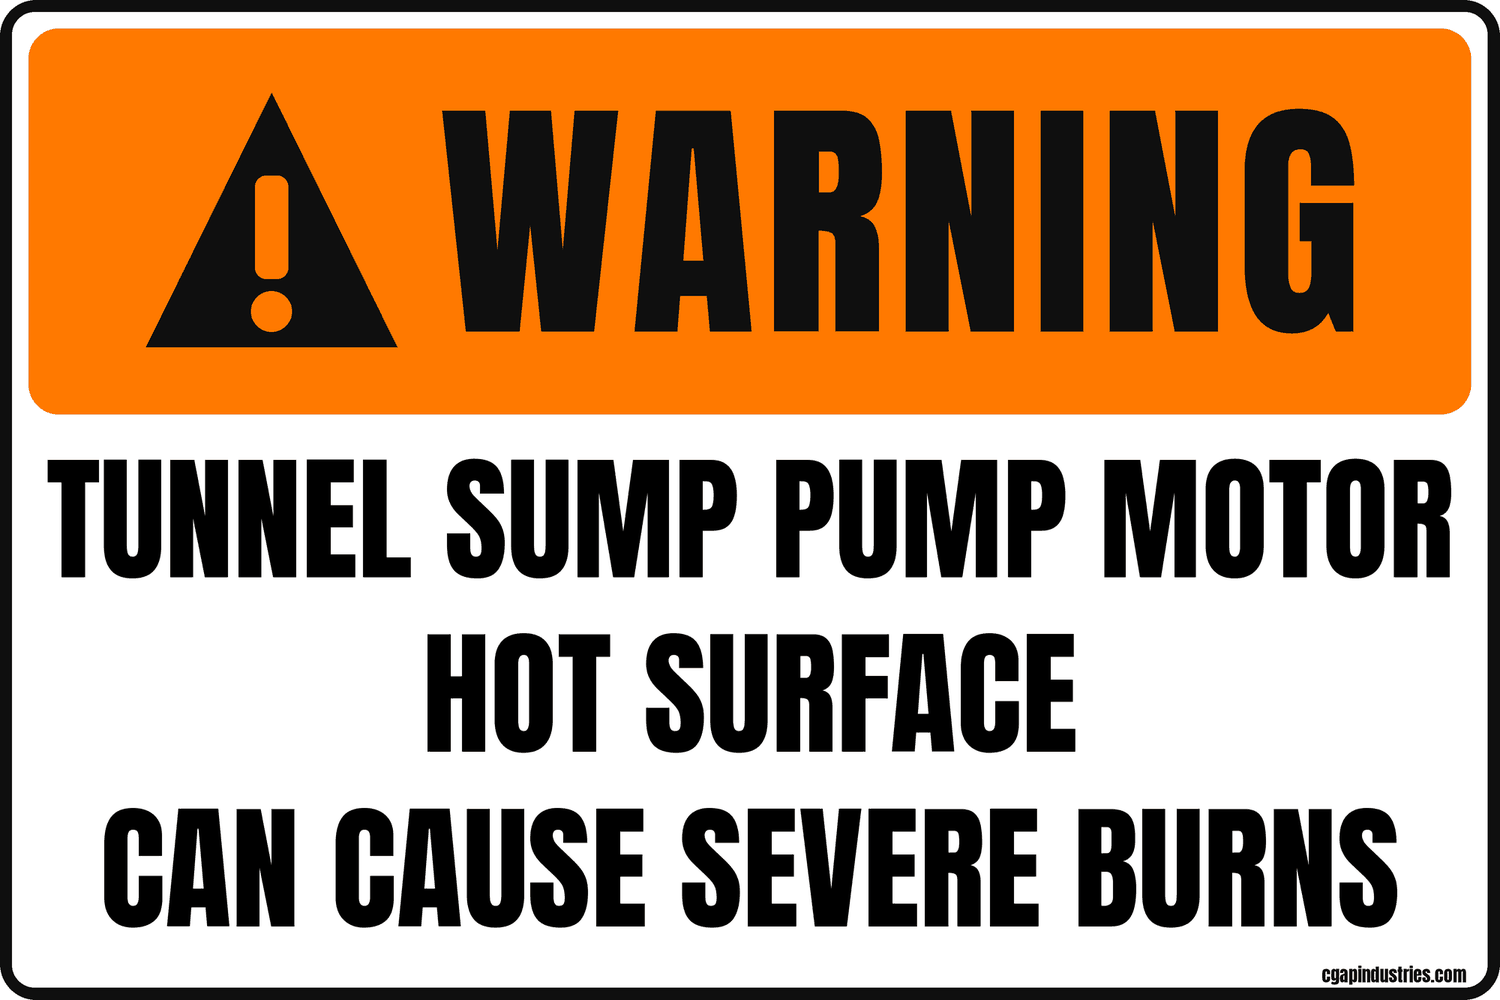 WARNING
TUNNEL SUMP PUMP MOTOR
HOT SURFACE
CAN CAUSE SEVERE BURNS
cgapindustries.com